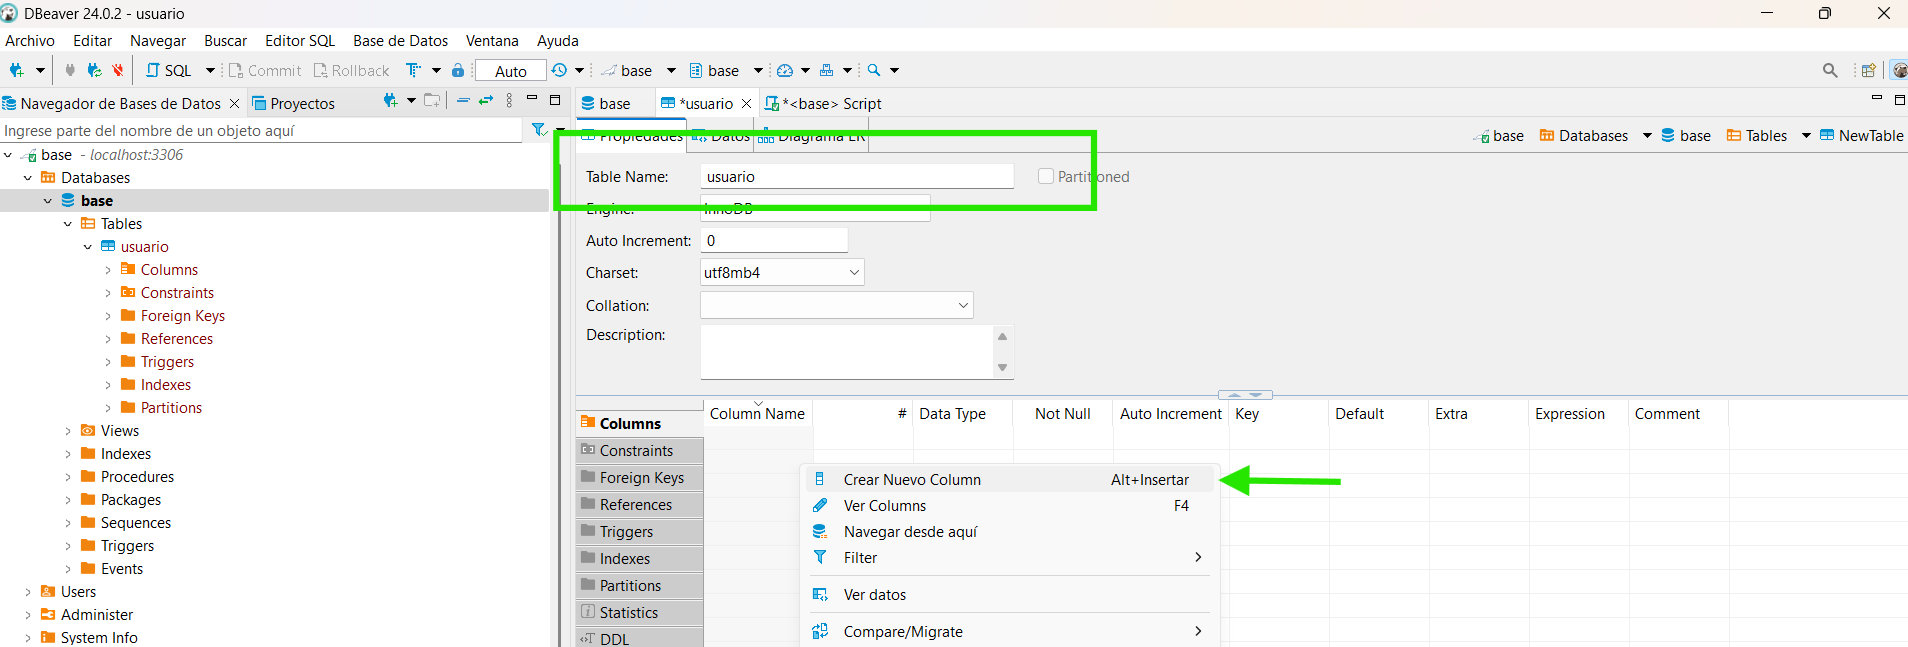 DBeaver 24.0.2 - usuario
Archivo Editar Navegar Buscar Editor SQL Base de Datos Ventana Ayuda
SQL Commit Rollback Auto base base
Navegador de Bases de Datos Proyectos
base *usuario *<base> Script
Ingrese parte del nombre de un objeto aquí
Propiedades Datos Diagrama ER base Databases base Tables NewTable
base - localhost:3306
Databases
base
Tables
usuario
Columns
Constraints
Foreign Keys
References
Triggers
Indexes
Partitions
Views
Indexes
Procedures
Packages
Sequences
Triggers
Events
Users
Administer
System Info
Table Name: usuario Partitioned
Engine: InnoDB
Auto Increment: 0
Charset: utf8mb4
Collation:
Description:
Columns
Constraints
Foreign Keys
References
Triggers
Indexes
Partitions
Statistics
DDL
Column Name # Data Type Not Null Auto Increment Key Default Extra Expression Comment
Crear Nuevo Column Alt+Insertar
Ver Columns F4
Navegar desde aquí
Filter
Ver datos
Compare/Migrate